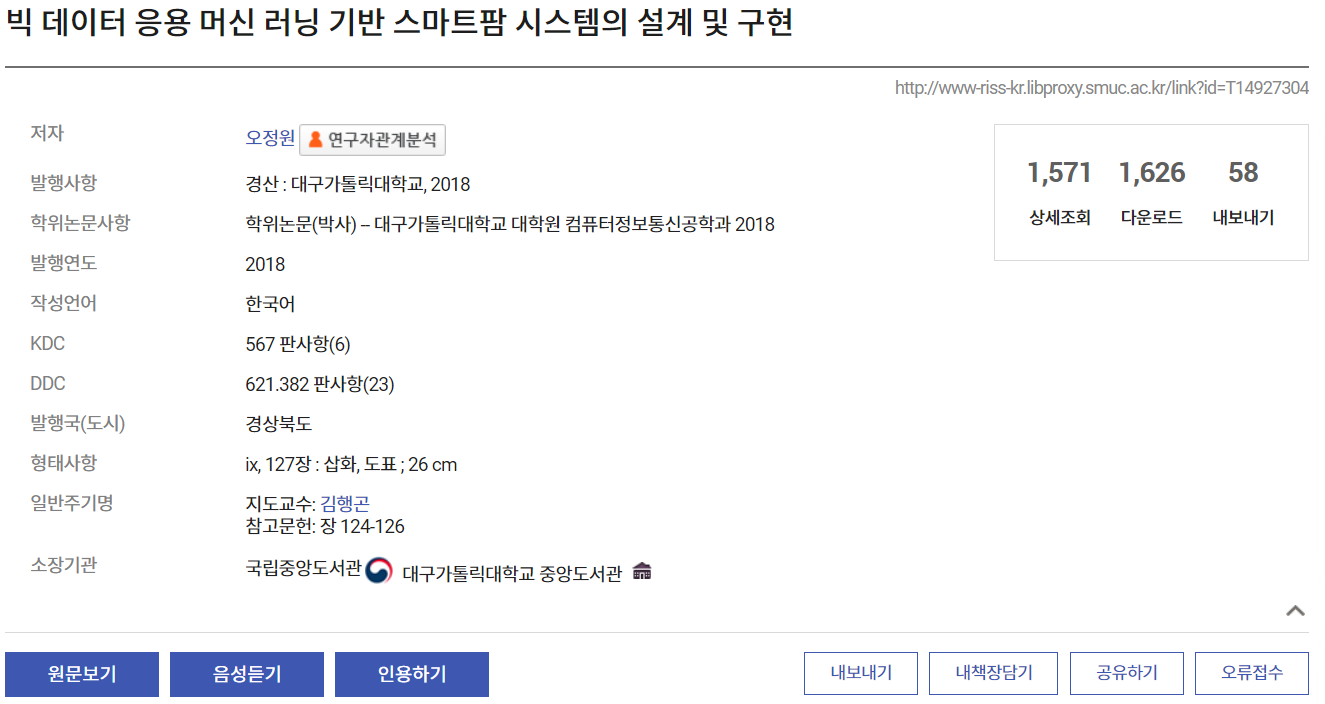 빅 데이터 응용 머신 러닝 기반 스마트팜 시스템의 설계 및 구현
http://www-riss-kr.libproxy.smuc.ac.kr/link?id=T14927304
저자 오정원 연구자관계분석
발행사항 경산 : 대구가톨릭대학교, 2018
학위논문사항 학위논문(박사) -- 대구가톨릭대학교 대학원 컴퓨터정보통신공학과 2018
발행연도 2018
작성언어 한국어
KDC 567 판사항(6)
DDC 621.382 판사항(23)
발행국(도시) 경상북도
형태사항 ix, 127장 : 삽화, 도표 ; 26 cm
일반주기명 지도교수: 김행곤
참고문헌: 장 124-126
소장기관 국립중앙도서관 대구가톨릭대학교 중앙도서관
1,571 1,626 58
상세조회 다운로드 내보내기
원문보기 음성듣기 인용하기 내보내기 내책장담기 공유하기 오류접수